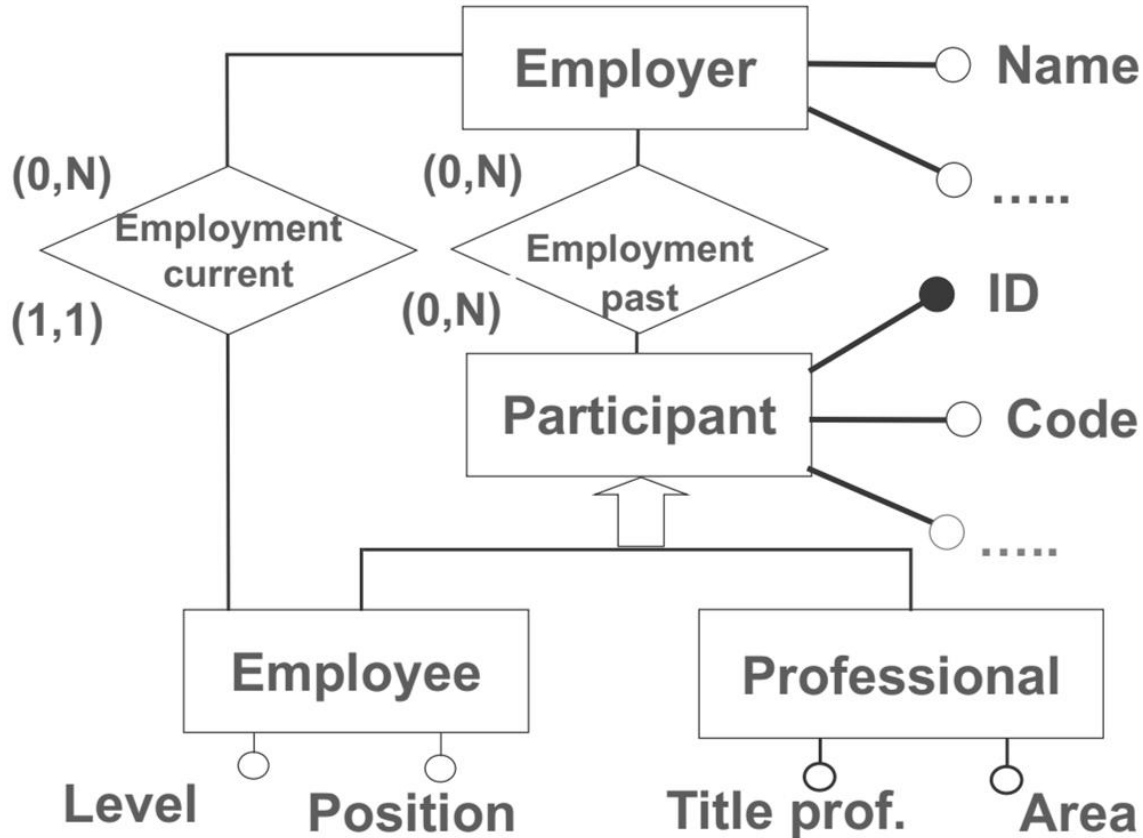 Employer
Name
.....
(0,N)
(0,N)
Employment
current
Employment
past
(1,1)
(0,N)
ID
Participant
Code
.....
Employee
Professional
Level
Position
Title prof.
Area